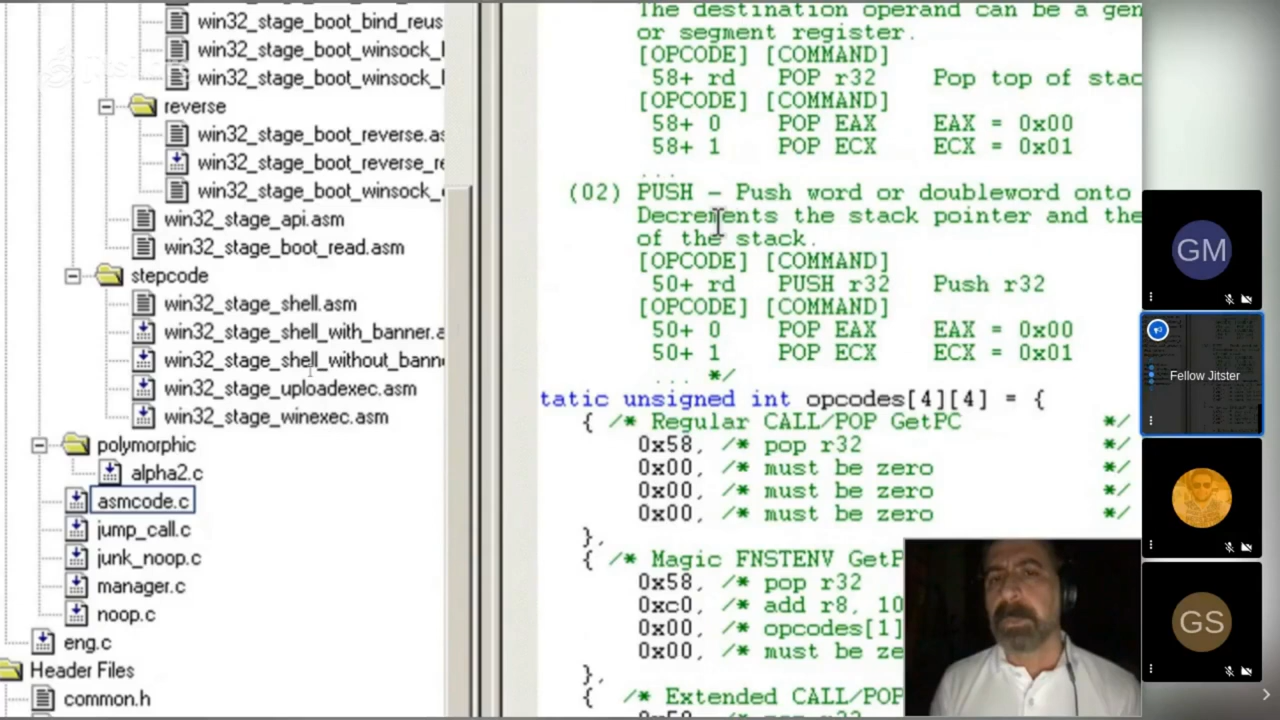 win32_stage_boot_bind_reus
win32_stage_boot_winsock_
win32_stage_boot_winsock_
reverse
win32_stage_boot_reverse.as
win32_stage_boot_reverse_re
win32_stage_boot_winsock_
win32_stage_api.asm
win32_stage_boot_read.asm
stepcode
win32_stage_shell.asm
win32_stage_shell_with_banner.a
win32_stage_shell_without_bann
win32_stage_uploadexec.asm
win32_stage_winexec.asm
polymorphic
alpha2.c
asmcode.c
jump_call.c
junk_noop.c
manager.c
noop.c
eng.c
Header Files
common.h
The destination operand can be a gen
or segment register.
[OPCODE] [COMMAND]
58+ rd POP r32 Pop top of stac
[OPCODE] [COMMAND]
58+ 0 POP EAX EAX = 0x00
58+ 1 POP ECX ECX = 0x01
...
(02) PUSH - Push word or doubleword onto
Decrements the stack pointer and the
of the stack.
[OPCODE] [COMMAND]
50+ rd PUSH r32 Push r32
[OPCODE] [COMMAND]
50+ 0 POP EAX EAX = 0x00
50+ 1 POP ECX ECX = 0x01
... */
tatic unsigned int opcodes[4][4] = {
{ /* Regular CALL/POP GetPC */
0x58, /* pop r32 */
0x00, /* must be zero */
0x00, /* must be zero */
0x00, /* must be zero */
},
{ /* Magic FNSTENV GetP
0x58, /* pop r32
0xc0, /* add r8, 10
0x00, /* opcodes[1]
0x00, /* must be ze
},
{ /* Extended CALL/POP
0x58, /* pop r32
GM
Fellow Jitster
GS